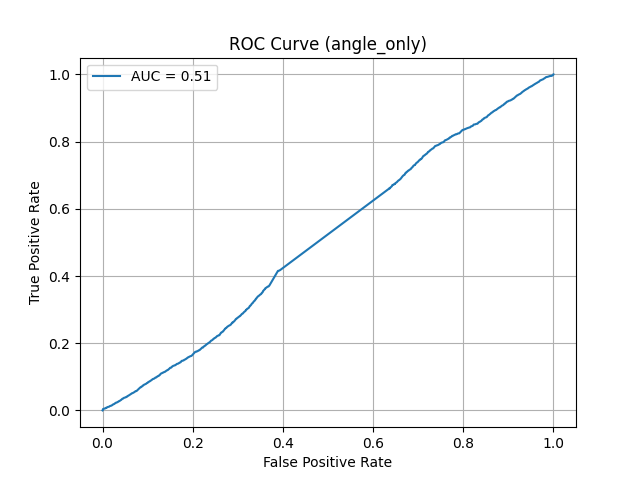 ROC Curve (angle_only)
AUC = 0.51
True Positive Rate
1.0
0.8
0.6
0.4
0.2
0.0
0.0 0.2 0.4 0.6 0.8 1.0
False Positive Rate